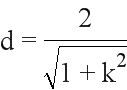 d = 2 / √(1 + k²)